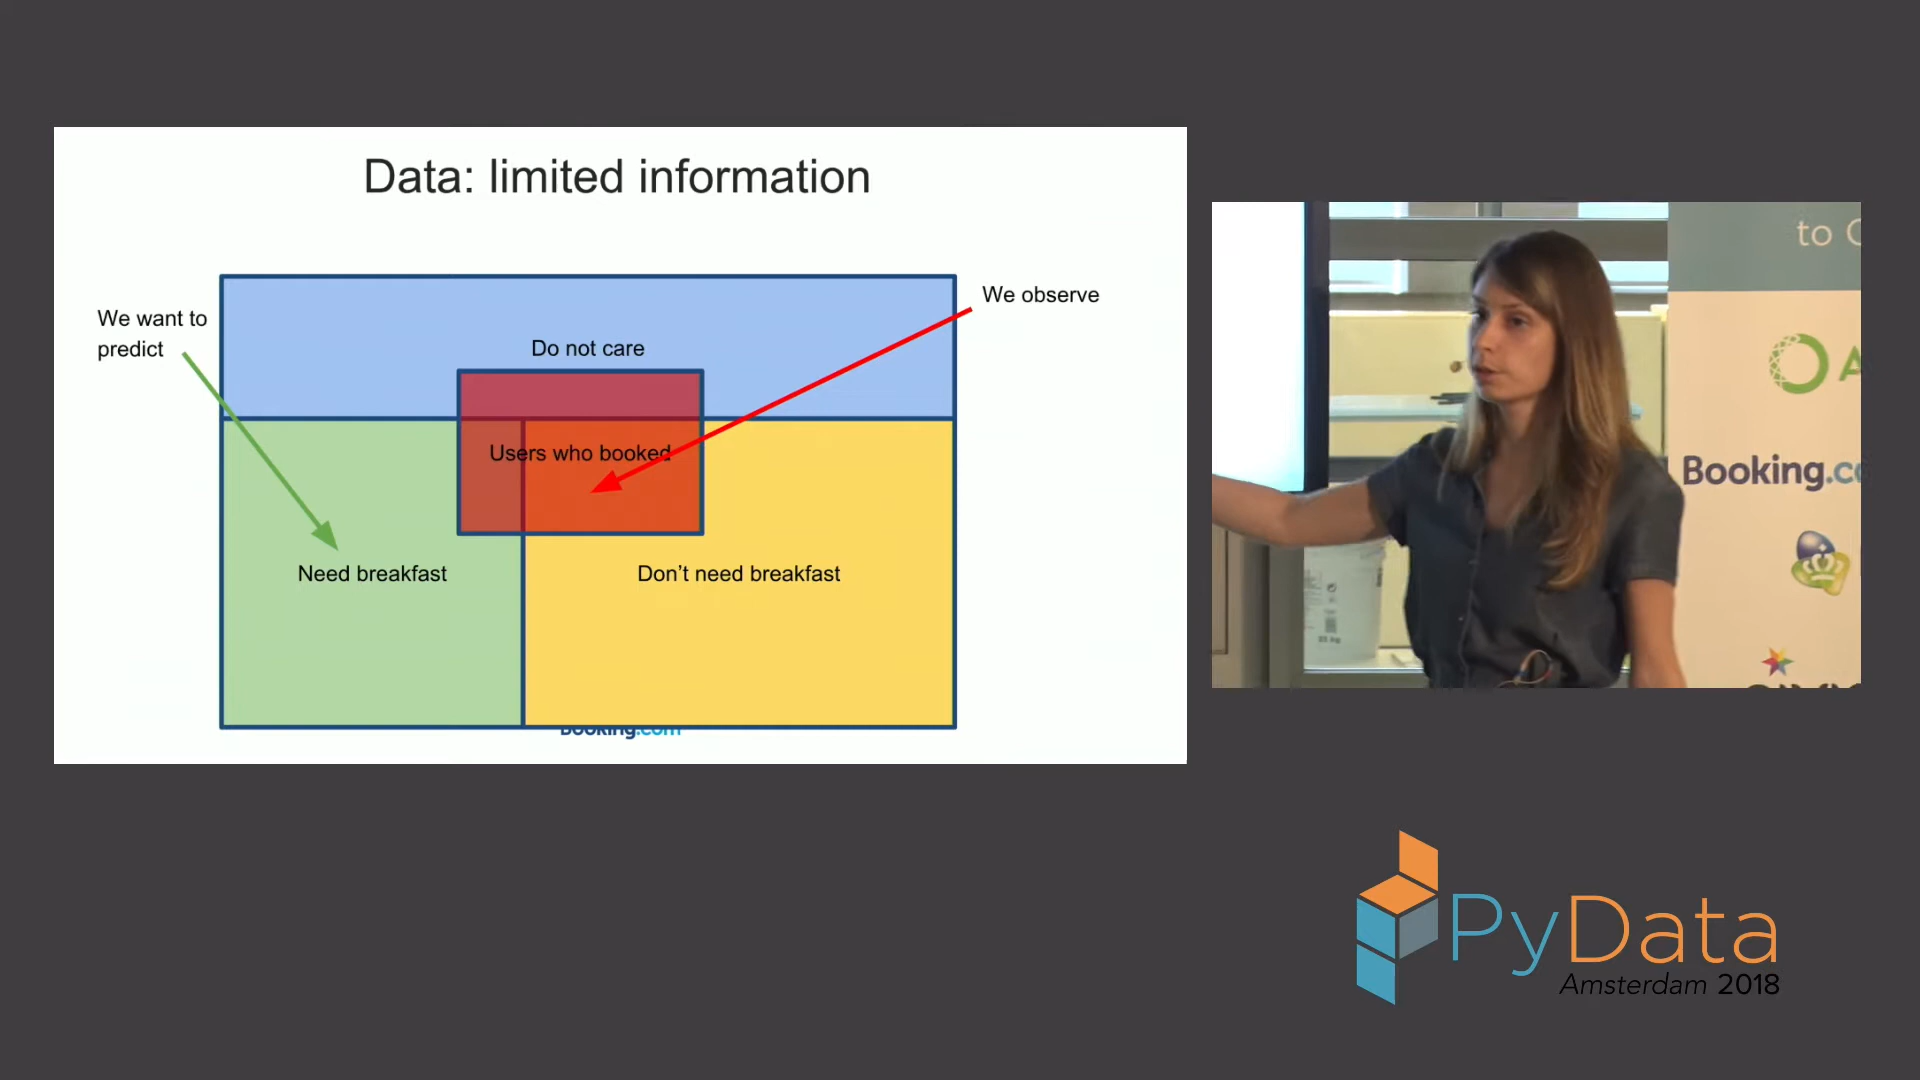 Data: limited information
We want to
predict
We observe
Do not care
Users who booked
Need breakfast
Don't need breakfast
Booking.com
to
Booking.c
PyData
Amsterdam 2018